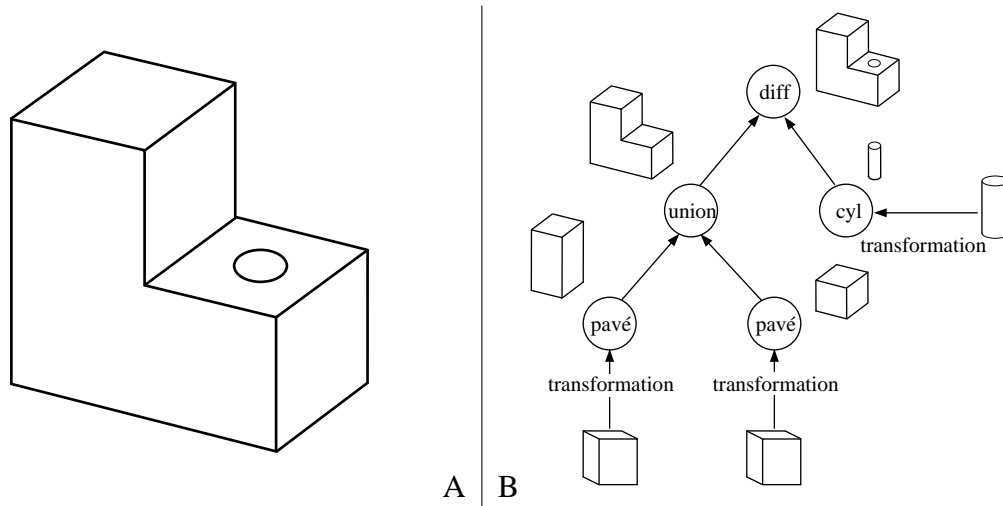 diff
union
cyl
transformation
pavé
pavé
transformation
transformation
A
B